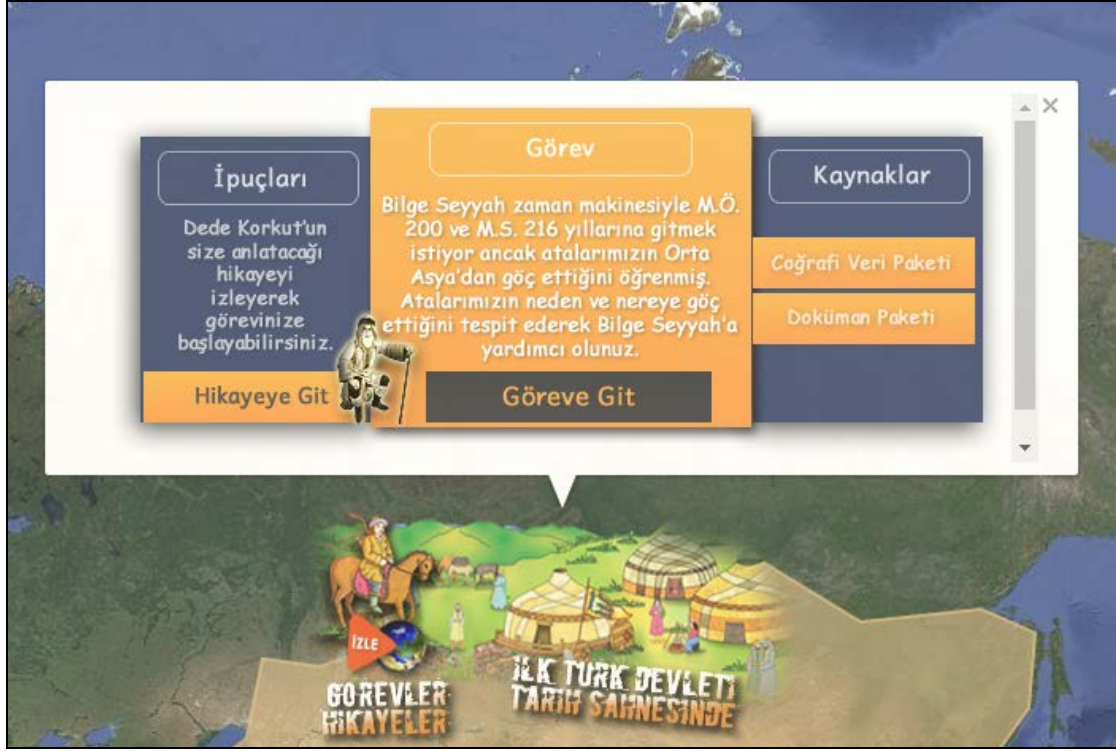 İpuçları
Dede Korkut'un
size anlatacağı
hikayeyi
izleyerek
görevinize
başlayabilirsiniz.
Hikayeye Git
Görev
Bilge Seyyah zaman makinesiyle M.Ö.
200 ve M.S. 216 yıllarına gitmek
istiyor ancak atalarımızın Orta
Asya'dan göç ettiğini öğrenmiş.
Atalarımızın neden ve nereye göç
ettiğini tespit ederek Bilge Seyyah'a
yardımcı olunuz.
Göreve Git
Kaynaklar
Coğrafi Veri Paketi
Doküman Paketi
İZLE
GÖREVLER
HİKAYELER
İLK TÜRK DEVLETİ
TARİH SAHNESİNDE